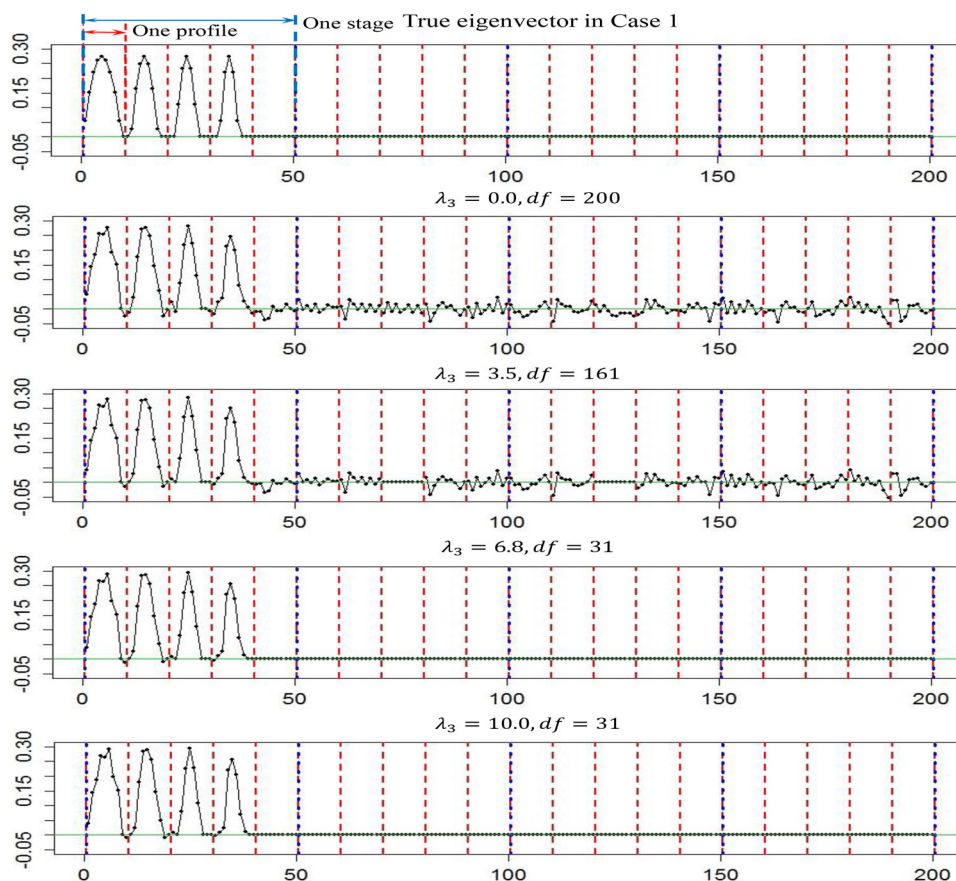 One stage True eigenvector in Case 1
One profile
0.30
0.15
-0.05
0 50 100 150 200
λ₃ = 0.0, df = 200
0.30
0.15
-0.05
0 50 100 150 200
λ₃ = 3.5, df = 161
0.30
0.15
-0.05
0 50 100 150 200
λ₃ = 6.8, df = 31
0.30
0.15
-0.05
0 50 100 150 200
λ₃ = 10.0, df = 31
0.30
0.15
-0.05
0 50 100 150 200